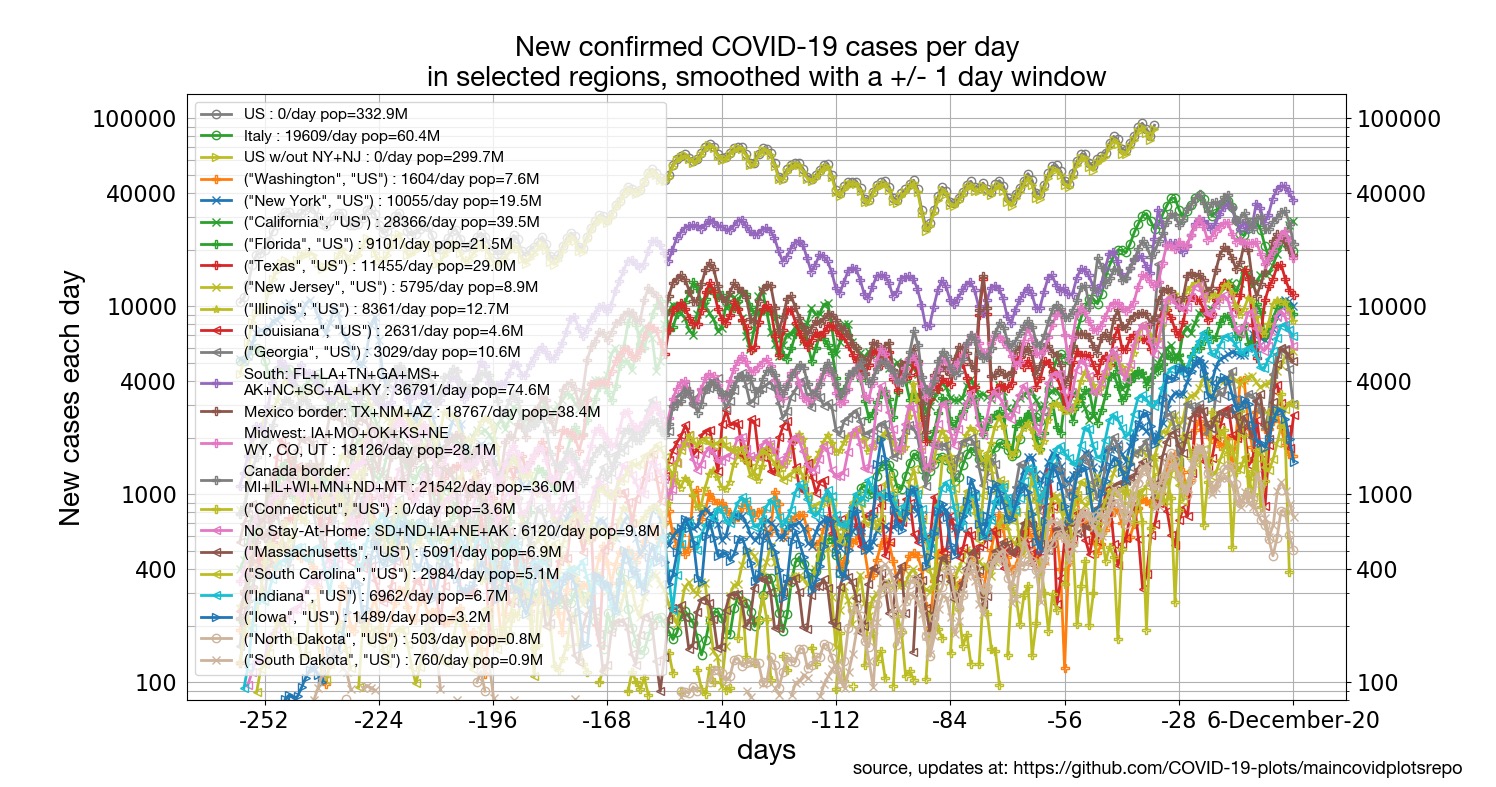 New confirmed COVID-19 cases per day
in selected regions, smoothed with a +/- 1 day window
100000
40000
10000
4000
1000
400
100
New cases each day
US : 0/day pop=332.9M
Italy : 19609/day pop=60.4M
US w/out NY+NJ : 0/day pop=299.7M
("Washington", "US") : 1604/day pop=7.6M
("New York", "US") : 10055/day pop=19.5M
("California", "US") : 28366/day pop=39.5M
("Florida", "US") : 9101/day pop=21.5M
("Texas", "US") : 11455/day pop=29.0M
("New Jersey", "US") : 5795/day pop=8.9M
("Illinois", "US") : 8361/day pop=12.7M
("Louisiana", "US") : 2631/day pop=4.6M
("Georgia", "US") : 3029/day pop=10.6M
South: FL+LA+TN+GA+MS+
AK+NC+SC+AL+KY : 36791/day pop=74.6M
Mexico border: TX+NM+AZ : 18767/day pop=38.4M
Midwest: IA+MO+OK+KS+NE
WY, CO, UT : 18126/day pop=28.1M
Canada border:
MI+IL+WI+MN+ND+MT : 21542/day pop=36.0M
("Connecticut", "US") : 0/day pop=3.6M
No Stay-At-Home: SD+ND+IA+NE+AK : 6120/day pop=9.8M
("Massachusetts", "US") : 5091/day pop=6.9M
("South Carolina", "US") : 2984/day pop=5.1M
("Indiana", "US") : 6962/day pop=6.7M
("Iowa", "US") : 1489/day pop=3.2M
("North Dakota", "US") : 503/day pop=0.8M
("South Dakota", "US") : 760/day pop=0.9M
100000
40000
10000
4000
1000
400
100
-252 -224 -196 -168 -140 -112 -84 -56 -28 6-December-20
days
source, updates at: https://github.com/COVID-19-plots/maincovidplotsrepo